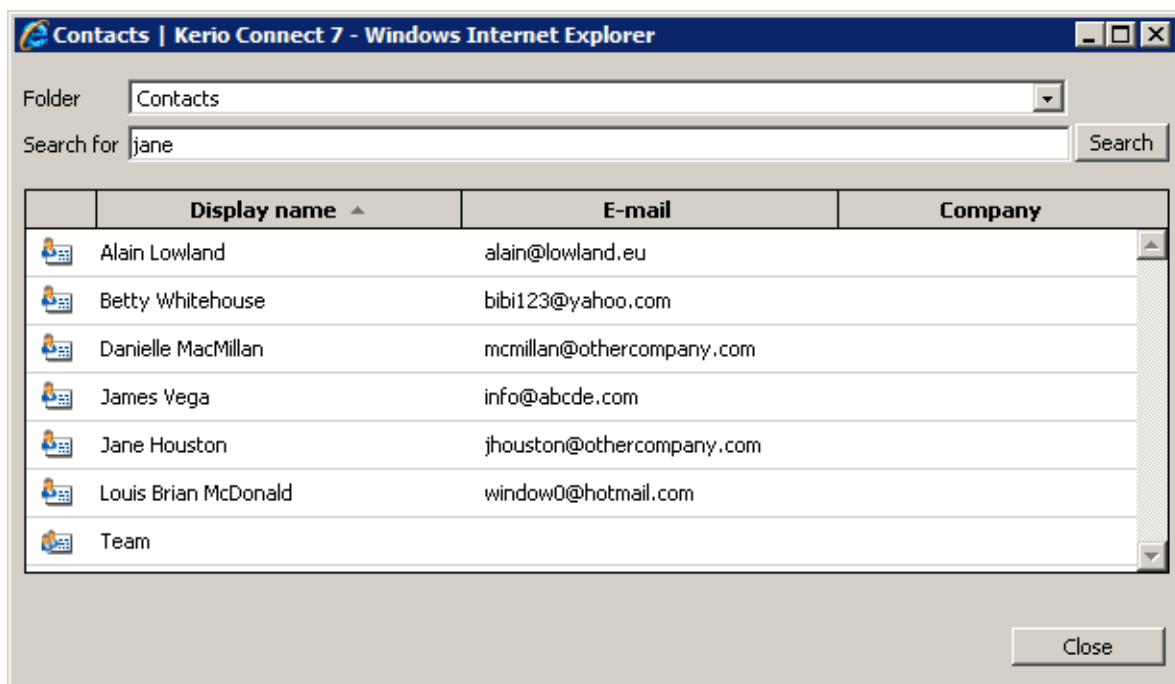 Contacts | Kerio Connect 7 - Windows Internet Explorer
Folder Contacts
Search for jane Search
Display name E-mail Company
Alain Lowland alain@lowland.eu
Betty Whitehouse bibi123@yahoo.com
Danielle MacMillan mcmillan@othercompany.com
James Vega info@abcde.com
Jane Houston jhouston@othercompany.com
Louis Brian McDonald window0@hotmail.com
Team
Close